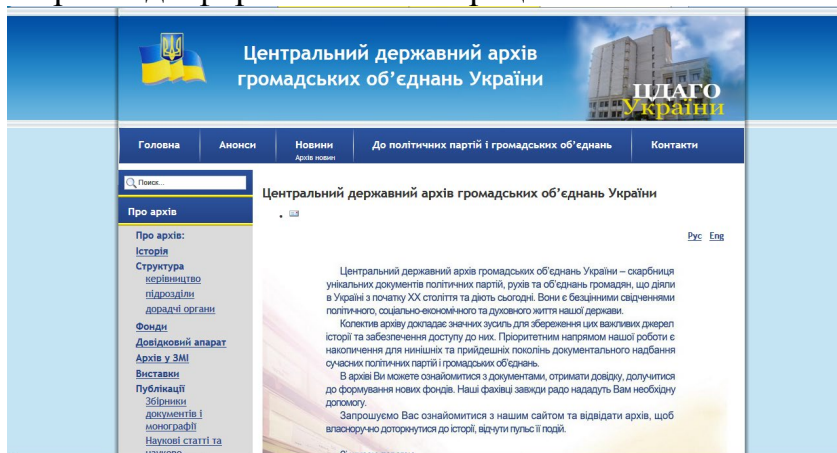 Центральний державний архів
громадських об’єднань України
ЦДАГО
України
Головна
Анонси
Новини
Архів новин
До політичних партій і громадських об’єднань
Контакти
Поиск...
Про архів
Про архів:
Історія
Структура
керівництво
підрозділи
дорадчі органи
Фонди
Довідковий апарат
Архів у ЗМІ
Виставки
Публікації
Збірники
документів і
монографії
Наукові статті та
Центральний державний архів громадських об’єднань України
Рус Eng
Центральний державний архів громадських об’єднань України – скарбниця
унікальних документів політичних партій, рухів та об’єднань громадян, що діяли
в Україні з початку ХХ століття та діють сьогодні. Вони є безцінними свідченнями
політичного, соціально-економічного та духовного життя нашої держави.
Колектив архіву докладає значних зусиль для збереження цих важливих джерел
історії та забезпечення доступу до них. Пріоритетним напрямом нашої роботи є
накопичення для нинішніх та прийдешніх поколінь документального надбання
сучасних політичних партій і громадських об’єднань.
В архіві Ви можете ознайомитися з документами, отримати довідку, долучитися
до формування нових фондів. Наші фахівці завжди радо нададуть Вам необхідну
допомогу.
Запрошуємо Вас ознайомитися з нашим сайтом та відвідати архів, щоб
власноручно доторкнутися до історії, відчути пульс її подій.